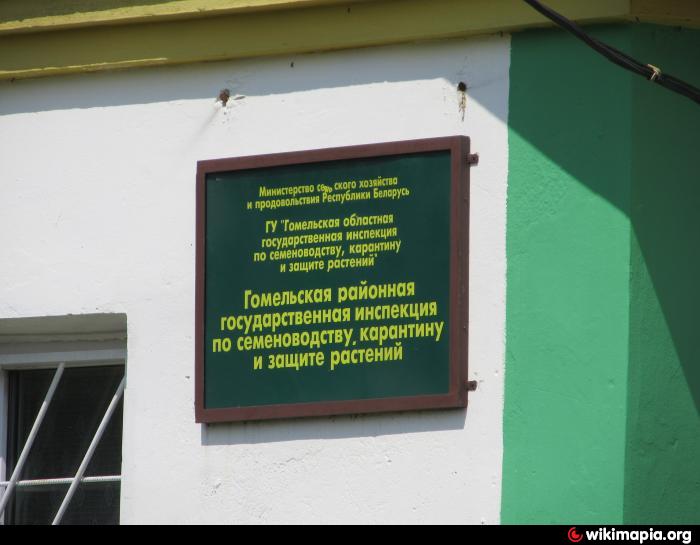 Министерство сельского хозяйства
и продовольствия Республики Беларусь
ГУ "Гомельская областная
государственная инспекция
по семеноводству, карантину
и защите растений"
Гомельская районная
государственная инспекция
по семеноводству, карантину
и защите растений
wikimapia.org